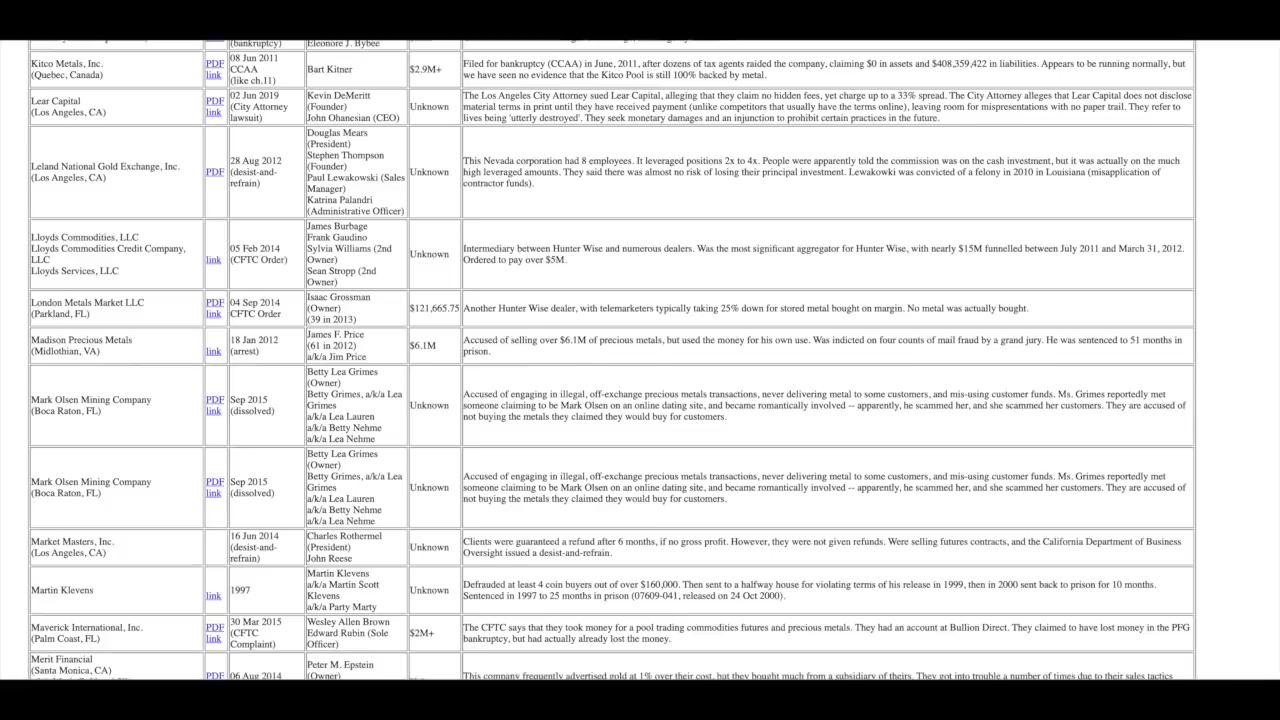 (bankruptcy)
Eleonore J. Bybee
Kitco Metals, Inc.
(Quebec, Canada)
PDF
link
08 Jun 2011
CCAA
(like ch.11)
Bart Kitner
$2.9M+
Filed for bankruptcy (CCAA) in June, 2011, after dozens of tax agents raided the company, claiming $0 in assets and $408,359,422 in liabilities. Appears to be running normally, but
we have seen no evidence that the Kitco Pool is still 100% backed by metal.
Lear Capital
(Los Angeles, CA)
PDF
link
02 Jun 2019
(City Attorney
lawsuit)
Kevin DeMeritt
(Founder)
John Ohanesian (CEO)
Unknown
The Los Angeles City Attorney sued Lear Capital, alleging that they claim no hidden fees, yet charge up to a 33% spread. The City Attorney alleges that Lear Capital does not disclose
material terms in print until they have received payment (unlike competitors that usually have the terms online), leaving room for mispresentations with no paper trail. They refer to
lives being 'utterly destroyed'. They seek monetary damages and an injunction to prohibit certain practices in the future.
Leland National Gold Exchange, Inc.
(Los Angeles, CA)
PDF
28 Aug 2012
(desist-and-
refrain)
Douglas Mears
(President)
Stephen Thompson
(Founder)
Paul Lewakowski (Sales
Manager)
Katrina Palandri
(Administrative Officer)
Unknown
This Nevada corporation had 8 employees. It leveraged positions 2x to 4x. People were apparently told the commission was on the cash investment, but it was actually on the much
high leveraged amounts. They said there was almost no risk of losing their principal investment. Lewakowki was convicted of a felony in 2010 in Louisiana (misapplication of
contractor funds).
Lloyds Commodities, LLC
Lloyds Commodities Credit Company,
LLC
Lloyds Services, LLC
link
05 Feb 2014
(CFTC Order)
James Burbage
Frank Gaudino
Sylvia Williams (2nd
Owner)
Sean Stropp (2nd
Owner)
Unknown
Intermediary between Hunter Wise and numerous dealers. Was the most significant aggregator for Hunter Wise, with nearly $15M funnelled between July 2011 and March 31, 2012.
Ordered to pay over $5M.
London Metals Market LLC
(Parkland, FL)
PDF
link
04 Sep 2014
CFTC Order
Isaac Grossman
(Owner)
(39 in 2013)
$121,665.75
Another Hunter Wise dealer, with telemarketers typically taking 25% down for stored metal bought on margin. No metal was actually bought.
Madison Precious Metals
(Midlothian, VA)
link
18 Jan 2012
(arrest)
James F. Price
(61 in 2012)
a/k/a Jim Price
$6.1M
Accused of selling over $6.1M of precious metals, but used the money for his own use. Was indicted on four counts of mail fraud by a grand jury. He was sentenced to 51 months in
prison.
Mark Olsen Mining Company
(Boca Raton, FL)
PDF
link
Sep 2015
(dissolved)
Betty Lea Grimes
(Owner)
Betty Grimes, a/k/a Lea
Grimes
a/k/a Lea Lauren
a/k/a Betty Nehme
a/k/a Lea Nehme
Unknown
Accused of engaging in illegal, off-exchange precious metals transactions, never delivering metal to some customers, and mis-using customer funds. Ms. Grimes reportedly met
someone claiming to be Mark Olsen on an online dating site, and became romantically involved -- apparently, he scammed her, and she scammed her customers. They are accused of
not buying the metals they claimed they would buy for customers.
Mark Olsen Mining Company
(Boca Raton, FL)
PDF
link
Sep 2015
(dissolved)
Betty Lea Grimes
(Owner)
Betty Grimes, a/k/a Lea
Grimes
a/k/a Lea Lauren
a/k/a Betty Nehme
a/k/a Lea Nehme
Unknown
Accused of engaging in illegal, off-exchange precious metals transactions, never delivering metal to some customers, and mis-using customer funds. Ms. Grimes reportedly met
someone claiming to be Mark Olsen on an online dating site, and became romantically involved -- apparently, he scammed her, and she scammed her customers. They are accused of
not buying the metals they claimed they would buy for customers.
Market Masters, Inc.
(Los Angeles, CA)
16 Jun 2014
(desist-and-
refrain)
Charles Rothermel
(President)
John Reese
Unknown
Clients were guaranteed a refund after 6 months, if no gross profit. However, they were not given refunds. Were selling futures contracts, and the California Department of Business
Oversight issued a desist-and-refrain.
Martin Klevens
link
1997
Martin Klevens
a/k/a Martin Scott
Klevens
a/k/a Party Marty
Unknown
Defrauded at least 4 coin buyers out of over $160,000. Then sent to a halfway house for violating terms of his release in 1999, then in 2000 sent back to prison for 10 months.
Sentenced in 1997 to 25 months in prison (07609-041, released on 24 Oct 2000).
Maverick International, Inc.
(Palm Coast, FL)
PDF
link
30 Mar 2015
(CFTC
Complaint)
Wesley Allen Brown
Edward Rubin (Sole
Officer)
$2M+
The CFTC says that they took money for a pool trading commodities futures and precious metals. They had an account at Bullion Direct. They claimed to have lost money in the PFG
bankruptcy, but had actually already lost the money.
Merit Financial
(Santa Monica, CA)
PDF
06 Aug 2014
Peter M. Epstein
(Owner)
This company frequently advertised gold at 1% over their cost, but they bought much from a subsidiary of theirs. They got into trouble a number of times due to their sales tactics